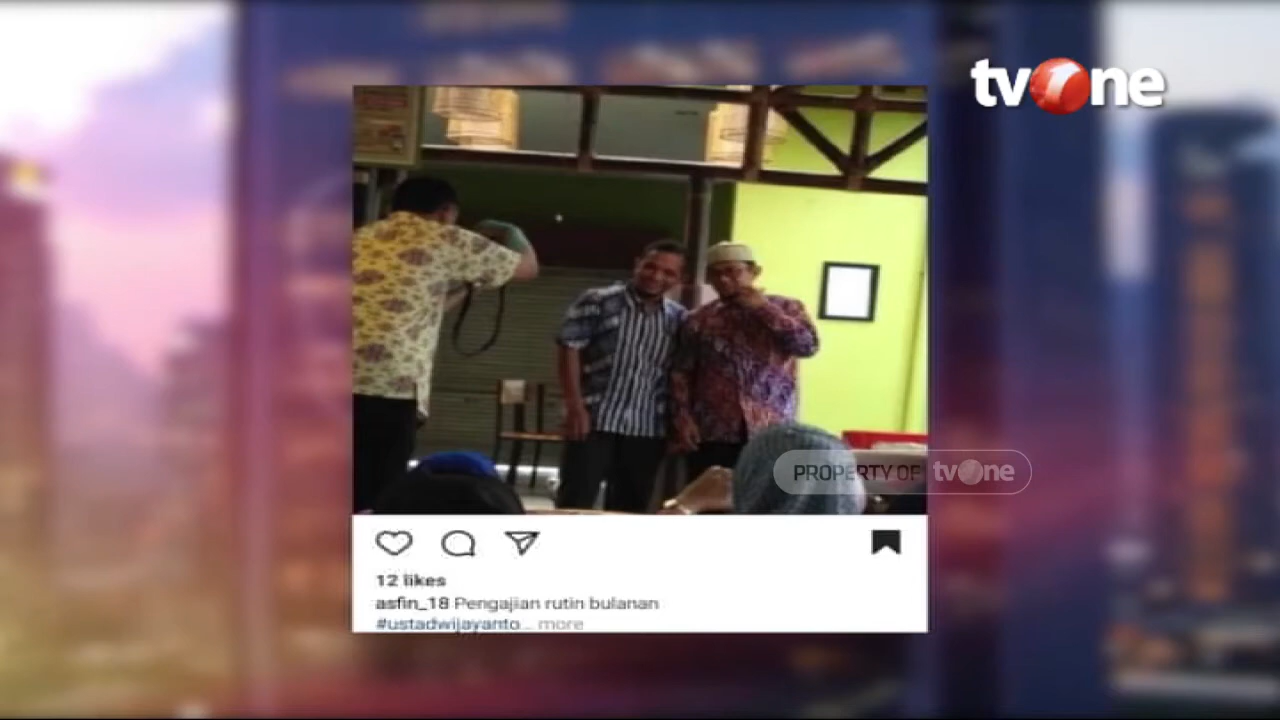 tvOne
PROPERTY OF tvOne
12 likes
asfin_18 Pengajian rutin bulanan
#ustadwijayanto... more